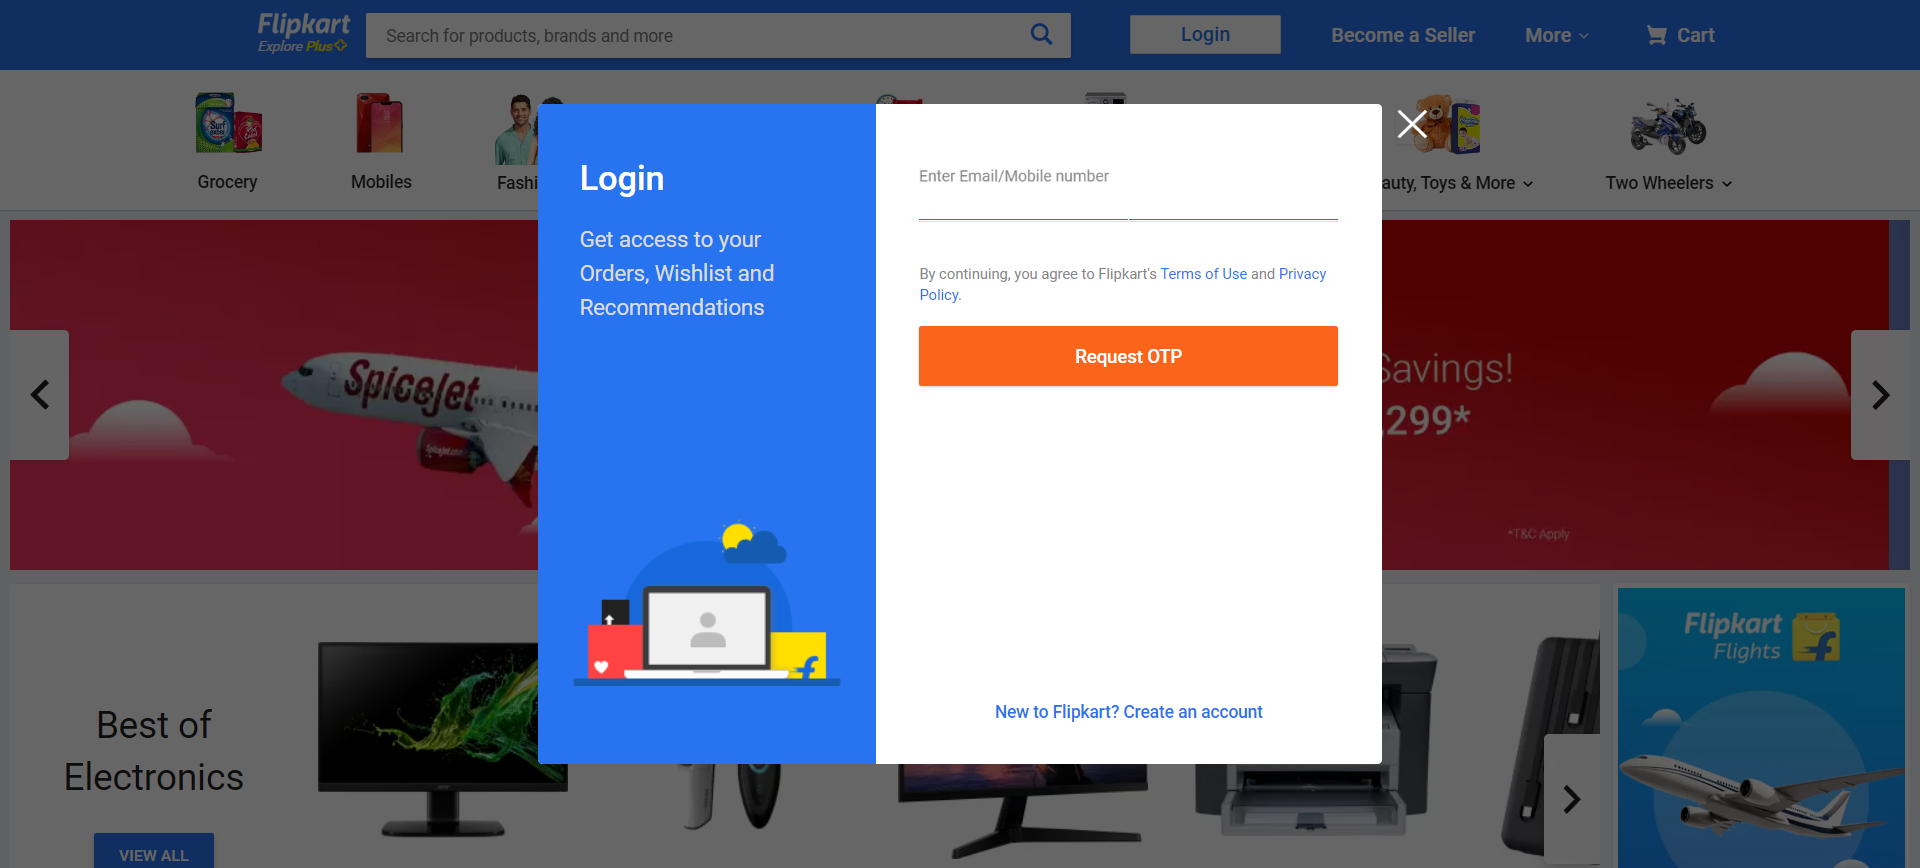 Flipkart
Explore Plus
Search for products, brands and more
Login
Become a Seller
More
Cart
Grocery
Mobiles
Fashi
auty, Toys & More
Two Wheelers
Login
Get access to your
Orders, Wishlist and
Recommendations
Enter Email/Mobile number
By continuing, you agree to Flipkart's Terms of Use and Privacy
Policy.
Request OTP
New to Flipkart? Create an account
SpiceJet
Savings!
,299*
*T&C Apply
Best of
Electronics
VIEW ALL
Flipkart
Flights